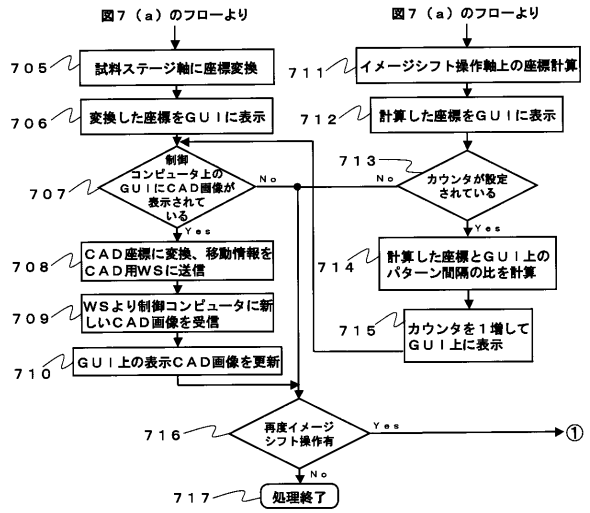 図７（ａ）のフローより
図７（ａ）のフローより
７０５
試料ステージ軸に座標変換
７０６
変換した座標をＧＵＩに表示
７０７
制御
コンピュータ上の
ＧＵＩにＣＡＤ画像が
表示されて
いる
Ｎｏ
Ｙｅｓ
７０８
ＣＡＤ座標に変換、移動情報を
ＣＡＤ用ＷＳに送信
７０９
ＷＳより制御コンピュータに新
しいＣＡＤ画像を受信
７１０
ＧＵＩ上の表示ＣＡＤ画像を更新
７１１
イメージシフト操作軸上の座標計算
７１２
計算した座標をＧＵＩに表示
７１３
カウンタが設定
されている
Ｎｏ
Ｙｅｓ
７１４
計算した座標とＧＵＩ上の
パターン間隔の比を計算
７１５
カウンタを１増して
ＧＵＩ上に表示
７１６
再度イメージ
シフト操作有
Ｙｅｓ
①
Ｎｏ
７１７
処理終了